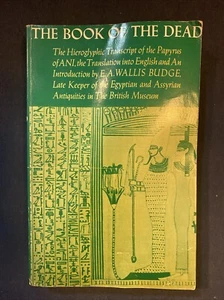 THE BOOK OF THE DEAD
The Hieroglyphic Transcript of the Papyrus
of ANI, the Translation into English and An
Introduction by E. A. WALLIS BUDGE,
Late Keeper of the Egyptian and Assyrian
Antiquities in The British Museum